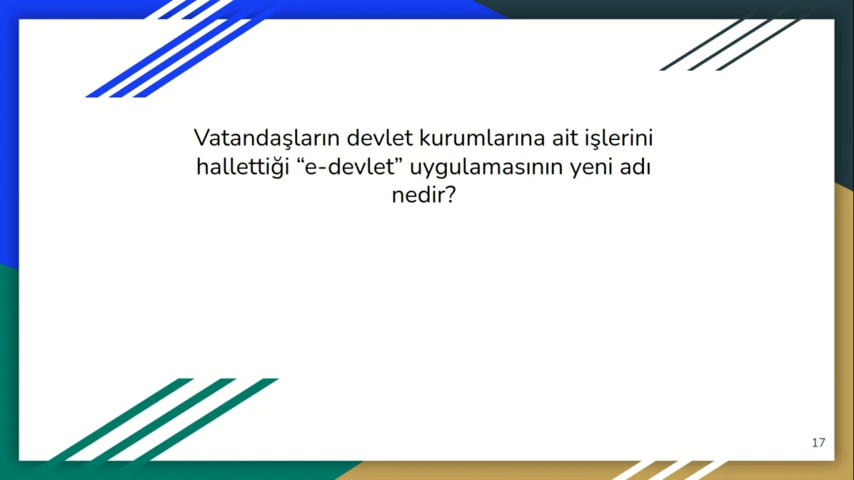 Vatandaşların devlet kurumlarına ait işlerini
hallettiği “e-devlet” uygulamasının yeni adı
nedir?
17